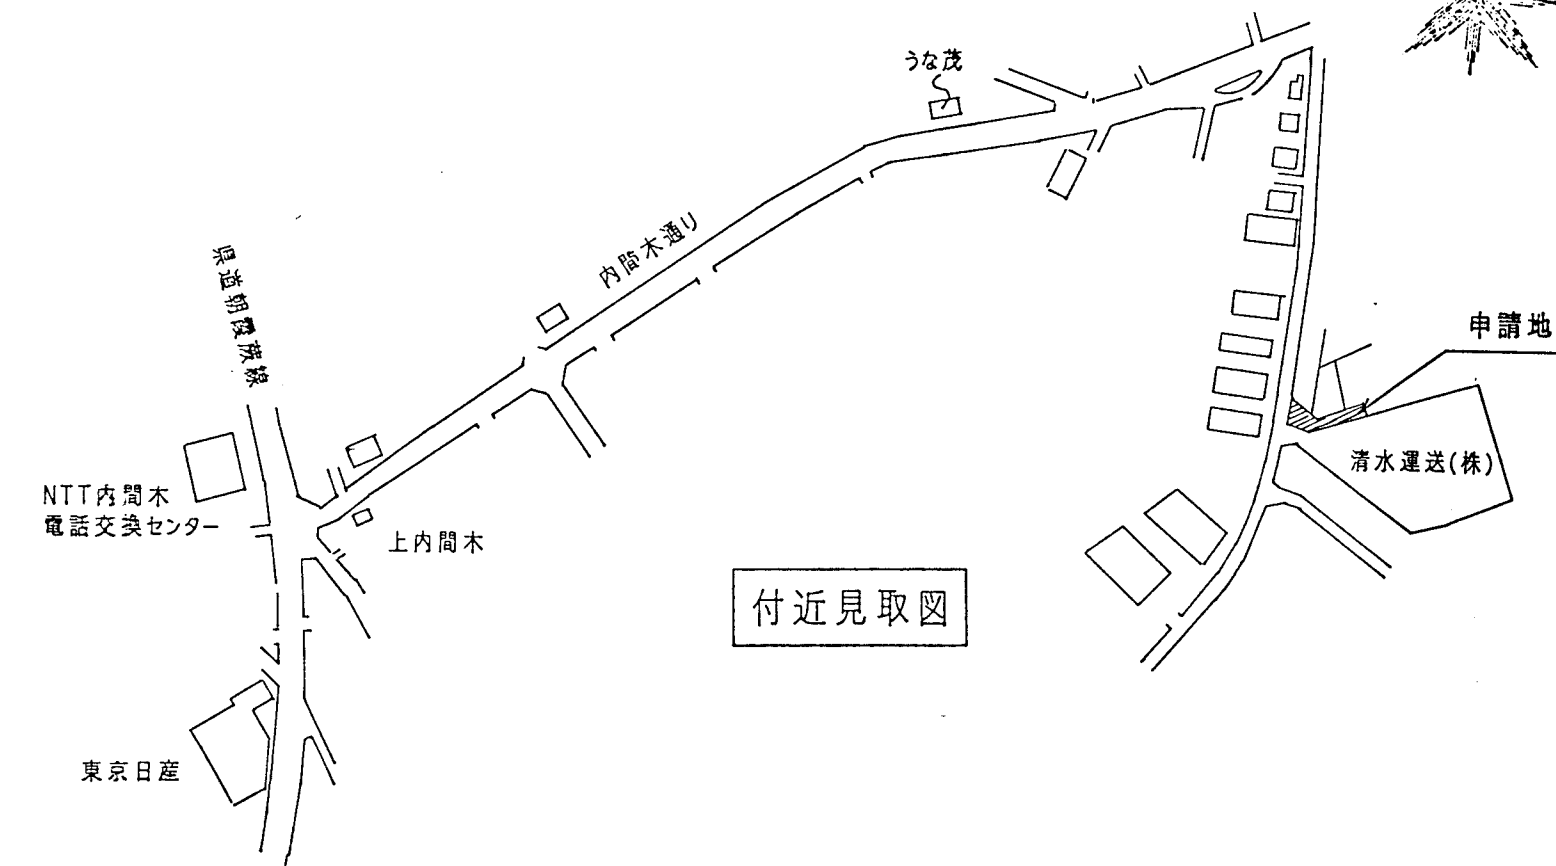 うな茂
内間木通り
県道朝霞蕨線
申請地
清水運送(株)
NTT内間木
電話交換センター
上内間木
付近見取図
東京日産